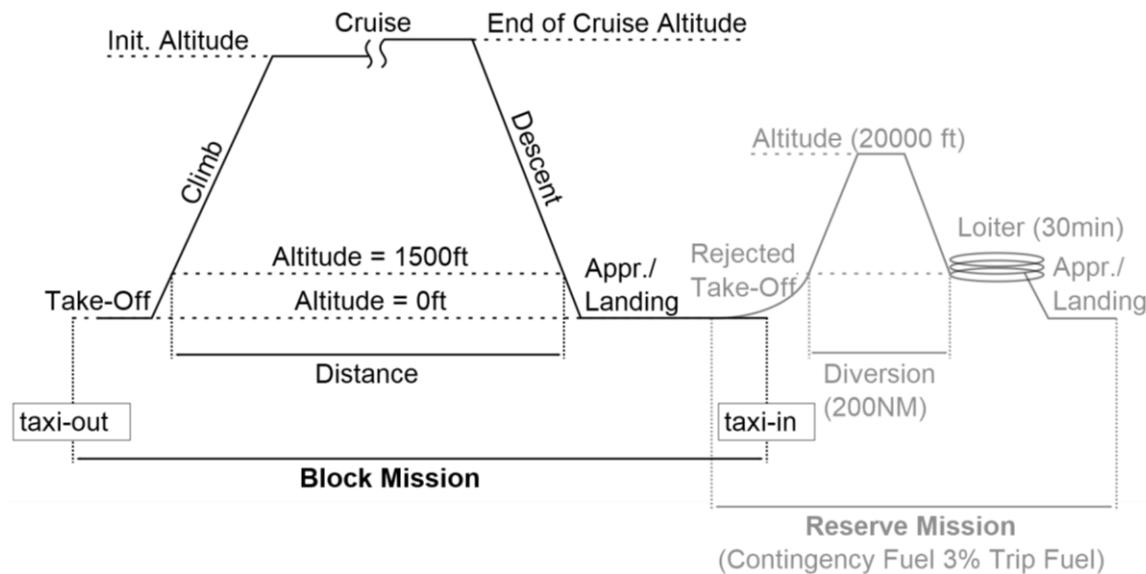 Cruise
End of Cruise Altitude
Init. Altitude
Climb
Descent
Altitude = 1500ft
Altitude = 0ft
Take-Off
Appr./
Landing
Distance
taxi-out
taxi-in
Block Mission
Altitude (20000 ft)
Rejected
Take-Off
Loiter (30min)
Appr./
Landing
Diversion
(200NM)
Reserve Mission
(Contingency Fuel 3% Trip Fuel)